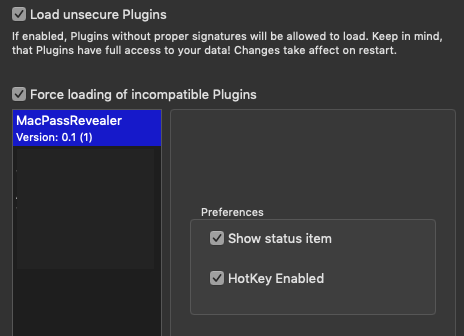 Load unsecure Plugins
If enabled, Plugins without proper signatures will be allowed to load. Keep in mind,
that Plugins have full access to your data! Changes take affect on restart.
Force loading of incompatible Plugins
MacPassRevealer
Version: 0.1 (1)
Preferences
Show status item
HotKey Enabled